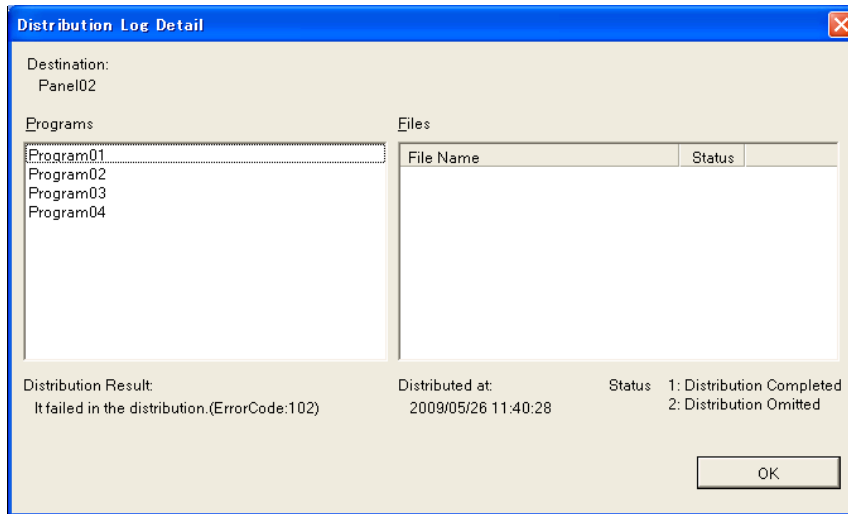 Distribution Log Detail
Destination:
Panel02
Programs
Program01
Program02
Program03
Program04
Files
File Name Status
Distribution Result:
It failed in the distribution.(ErrorCode:102)
Distributed at:
2009/05/26 11:40:28
Status 1: Distribution Completed
2: Distribution Omitted
OK